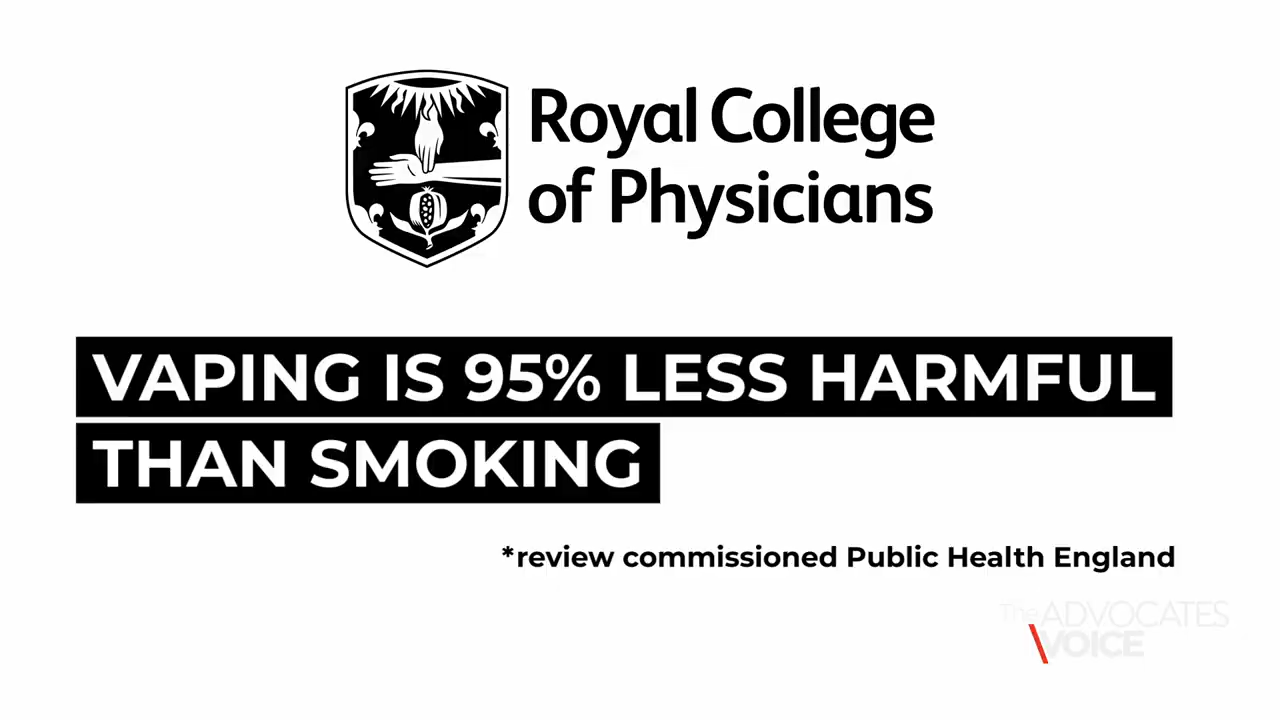 Royal College
of Physicians
VAPING IS 95% LESS HARMFUL
THAN SMOKING
*review commissioned Public Health England
The ADVOCATES
VOICE